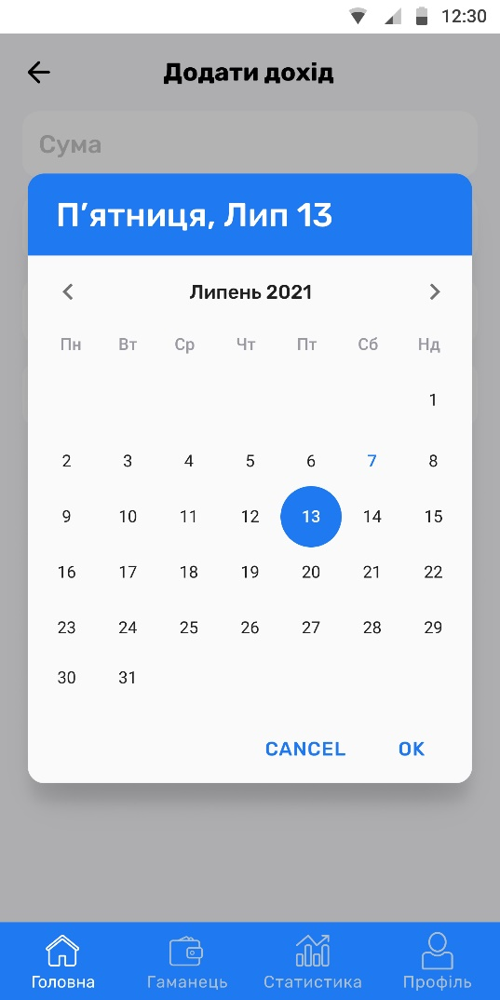 12:30
Додати дохід
Сума
П’ятниця, Лип 13
Липень 2021
Пн Вт Ср Чт Пт Сб Нд
1
2 3 4 5 6 7 8
9 10 11 12 13 14 15
16 17 18 19 20 21 22
23 24 25 26 27 28 29
30 31
CANCEL OK
Головна Гаманець Статистика Профіль